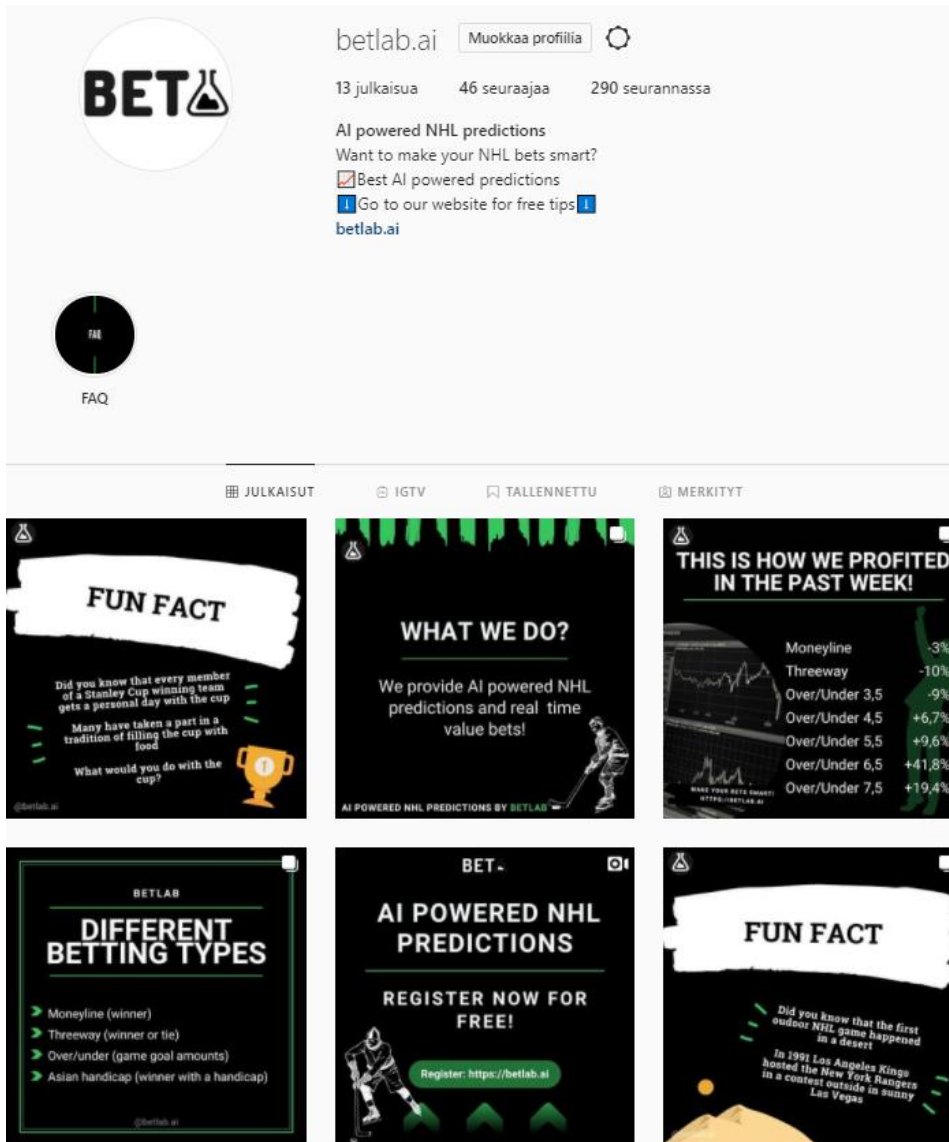 BET
betlab.ai Muokkaa profiilia
13 julkaisua 46 seuraajaa 290 seurannassa
AI powered NHL predictions
Want to make your NHL bets smart?
📈Best AI powered predictions
⬇️Go to our website for free tips⬇️
betlab.ai
FAQ
FAQ
JULKAISUT IGTV TALLENNETTU MERKITYT
FUN FACT
Did you know that every member
of a Stanley Cup winning team
gets a personal day with the cup
Many have taken a part in a
tradition of filling the cup with
food
What would you do with the
cup?
@betlab.ai
WHAT WE DO?
We provide AI powered NHL
predictions and real time
value bets!
AI POWERED NHL PREDICTIONS BY BETLAB
THIS IS HOW WE PROFITED
IN THE PAST WEEK!
Moneyline -3%
Threeway -10%
Over/Under 3,5 -9%
Over/Under 4,5 +6,7%
Over/Under 5,5 +9,6%
Over/Under 6,5 +41,8%
Over/Under 7,5 +19,4%
MAKE YOUR BETS SMART!
HTTPS://BETLAB.AI
BETLAB
DIFFERENT
BETTING TYPES
Moneyline (winner)
Threeway (winner or tie)
Over/under (game goal amounts)
Asian handicap (winner with a handicap)
@betlab.ai
BET
AI POWERED NHL
PREDICTIONS
REGISTER NOW FOR
FREE!
Register: https://betlab.ai
FUN FACT
Did you know that the first
oudoor NHL game happened
in a desert
In 1991 Los Angeles Kings
hosted the New York Rangers
in a contest outside in sunny
Las Vegas